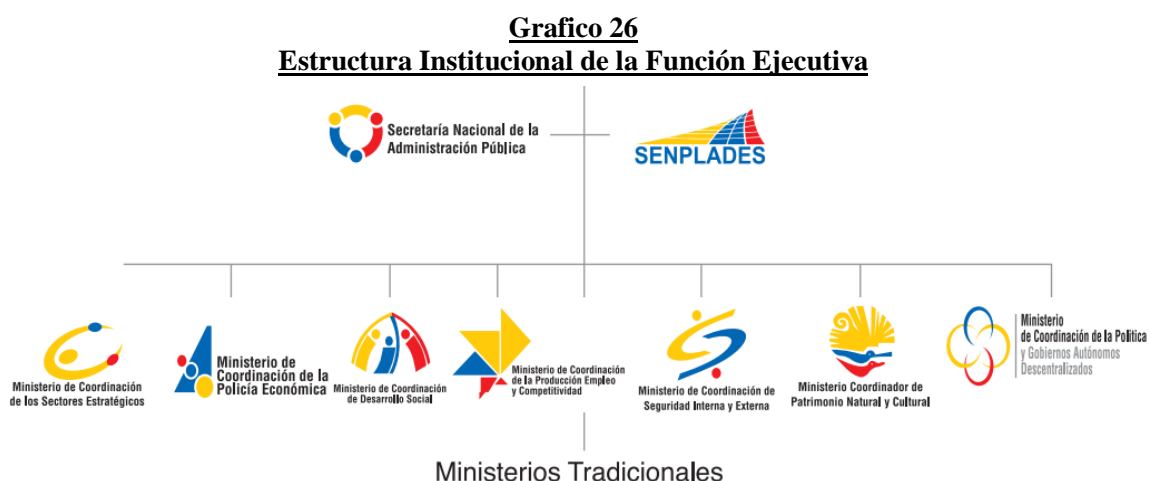 Grafico 26
Estructura Institucional de la Función Ejecutiva
Secretaría Nacional de la
Administración Pública
SENPLADES
Ministerio de Coordinación
de los Sectores Estratégicos
Ministerio de
Coordinación de la
Policía Económica
Ministerio de Coordinación
de Desarrollo Social
Ministerio de Coordinación
de la Producción Empleo
y Competitividad
Ministerio de Coordinación de
Seguridad Interna y Externa
Ministerio Coordinador de
Patrimonio Natural y Cultural
Ministerio
de Coordinación de la Política
y Gobiernos Autónomos
Descentralizados
Ministerios Tradicionales